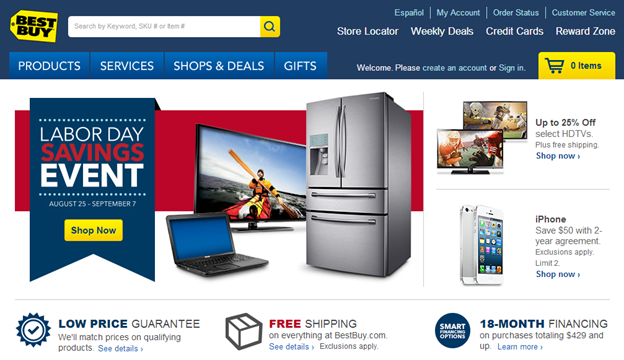 BEST
BUY
Search by Keyword, SKU # or Item #
Español | My Account | Order Status | Customer Service
Store Locator Weekly Deals Credit Cards Reward Zone
PRODUCTS SERVICES SHOPS & DEALS GIFTS
Welcome. Please create an account or Sign in.
0 Items
LABOR DAY
SAVINGS
EVENT
AUGUST 25 - SEPTEMBER 7
Shop Now
Up to 25% Off
select HDTVs.
Plus free shipping.
Shop now ›
iPhone
Save $50 with 2-
year agreement.
Exclusions apply.
Limit 2.
Shop now ›
LOW PRICE GUARANTEE
We'll match prices on qualifying
products. See details ›
FREE SHIPPING
on everything at BestBuy.com.
See details › Exclusions apply.
SMART
FINANCING
OPTIONS
18-MONTH FINANCING
on purchases totaling $429 and
up. Learn more ›